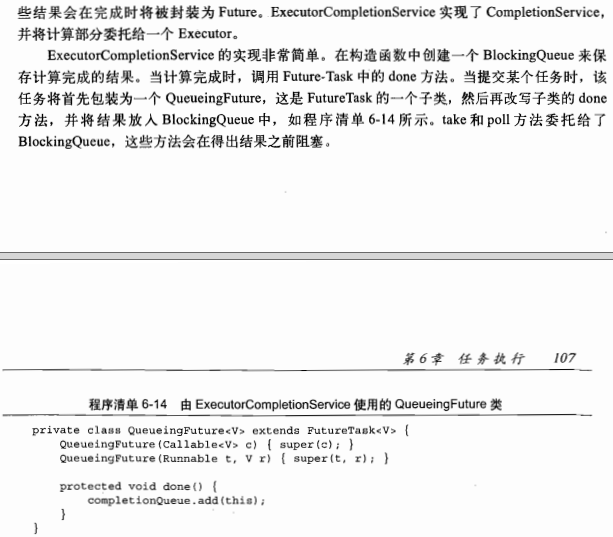 些结果会在完成时将被封装为 Future。ExecutorCompletionService 实现了 CompletionService，
并将计算部分委托给一个 Executor。
ExecutorCompletionService 的实现非常简单。在构造函数中创建一个 BlockingQueue 来保
存计算完成的结果。当计算完成时，调用 Future-Task 中的 done 方法。当提交某个任务时，该
任务将首先包装为一个 QueueingFuture，这是 FutureTask 的一个子类，然后再改写子类的 done
方法，并将结果放入 BlockingQueue 中，如程序清单 6-14 所示。take 和 poll 方法委托给了
BlockingQueue，这些方法会在得出结果之前阻塞。
第 6 章 任务执行 107
程序清单 6-14 由 ExecutorCompletionService 使用的 QueueingFuture 类
private class QueueingFuture<V> extends FutureTask<V> {
QueueingFuture(Callable<V> c) { super(c); }
QueueingFuture(Runnable t, V r) { super(t, r); }
protected void done() {
completionQueue.add(this);
}
}